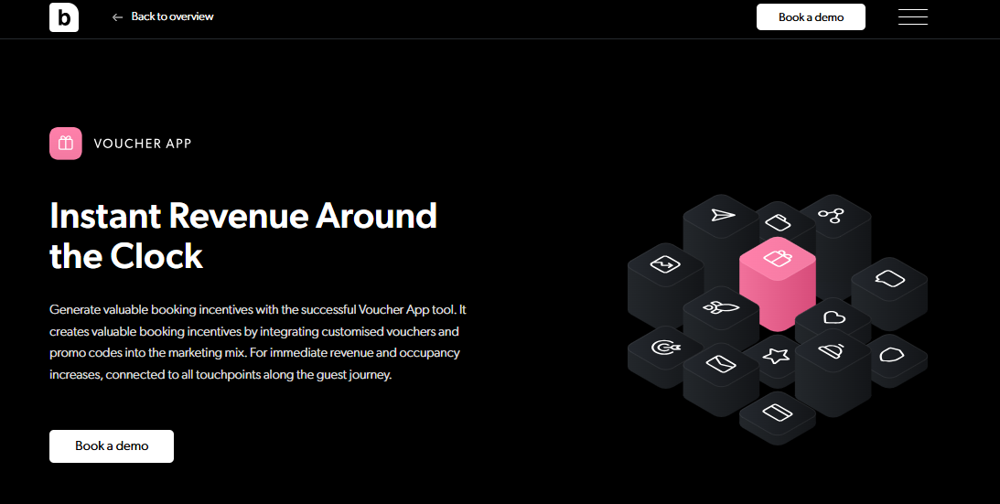 b
Back to overview
Book a demo
VOUCHER APP
Instant Revenue Around
the Clock
Generate valuable booking incentives with the successful Voucher App tool. It
creates valuable booking incentives by integrating customised vouchers and
promo codes into the marketing mix. For immediate revenue and occupancy
increases, connected to all touchpoints along the guest journey.
Book a demo